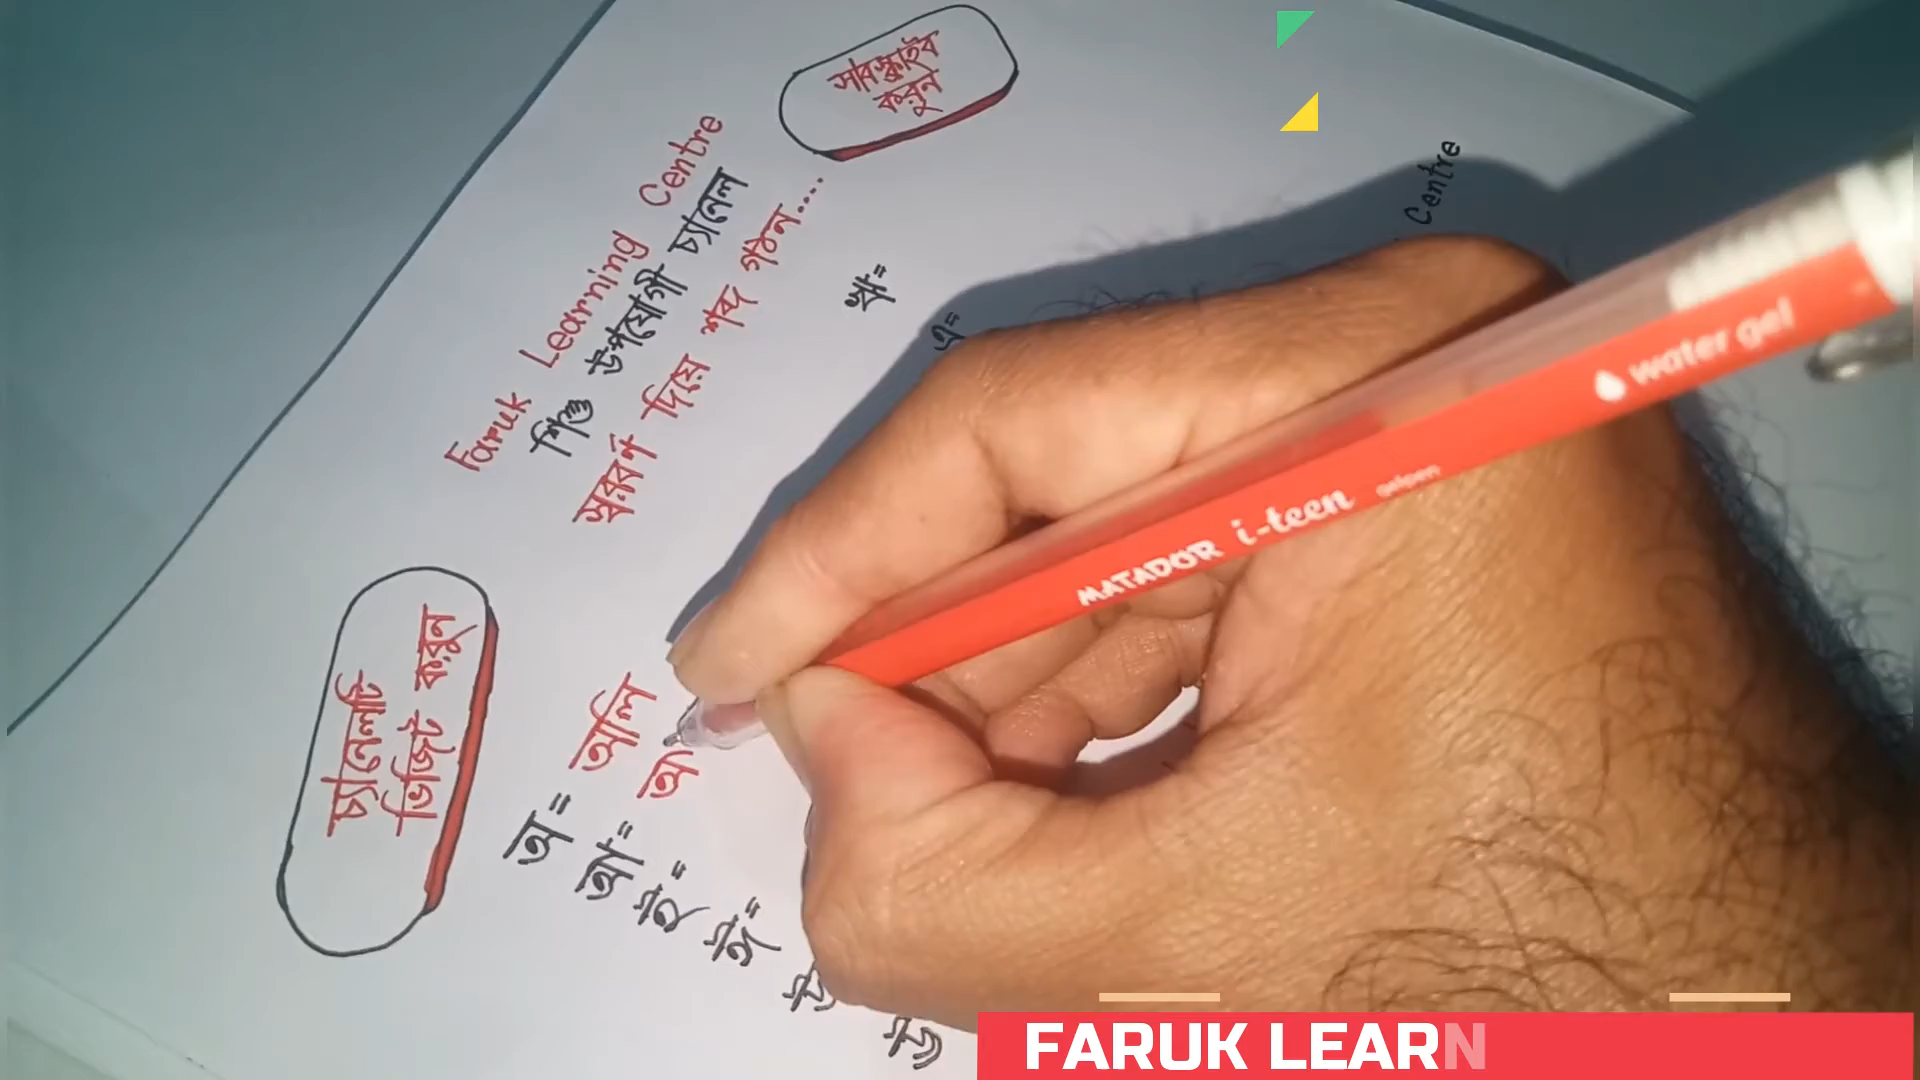 সাবস্ক্রাইব
করুন
Faruk Learning Centre
শিশু উপযোগী চ্যানেল
স্বরবর্ণ দিয়ে শব্দ গঠন....
চ্যানেলটি
ভিজিট করুন
অ= অলি
আ= আ
ই=
ঈ=
উ
ঊ
ঋ=
এ=
Centre
MATADOR i-teen gelpen
water gel
FARUK LEARN